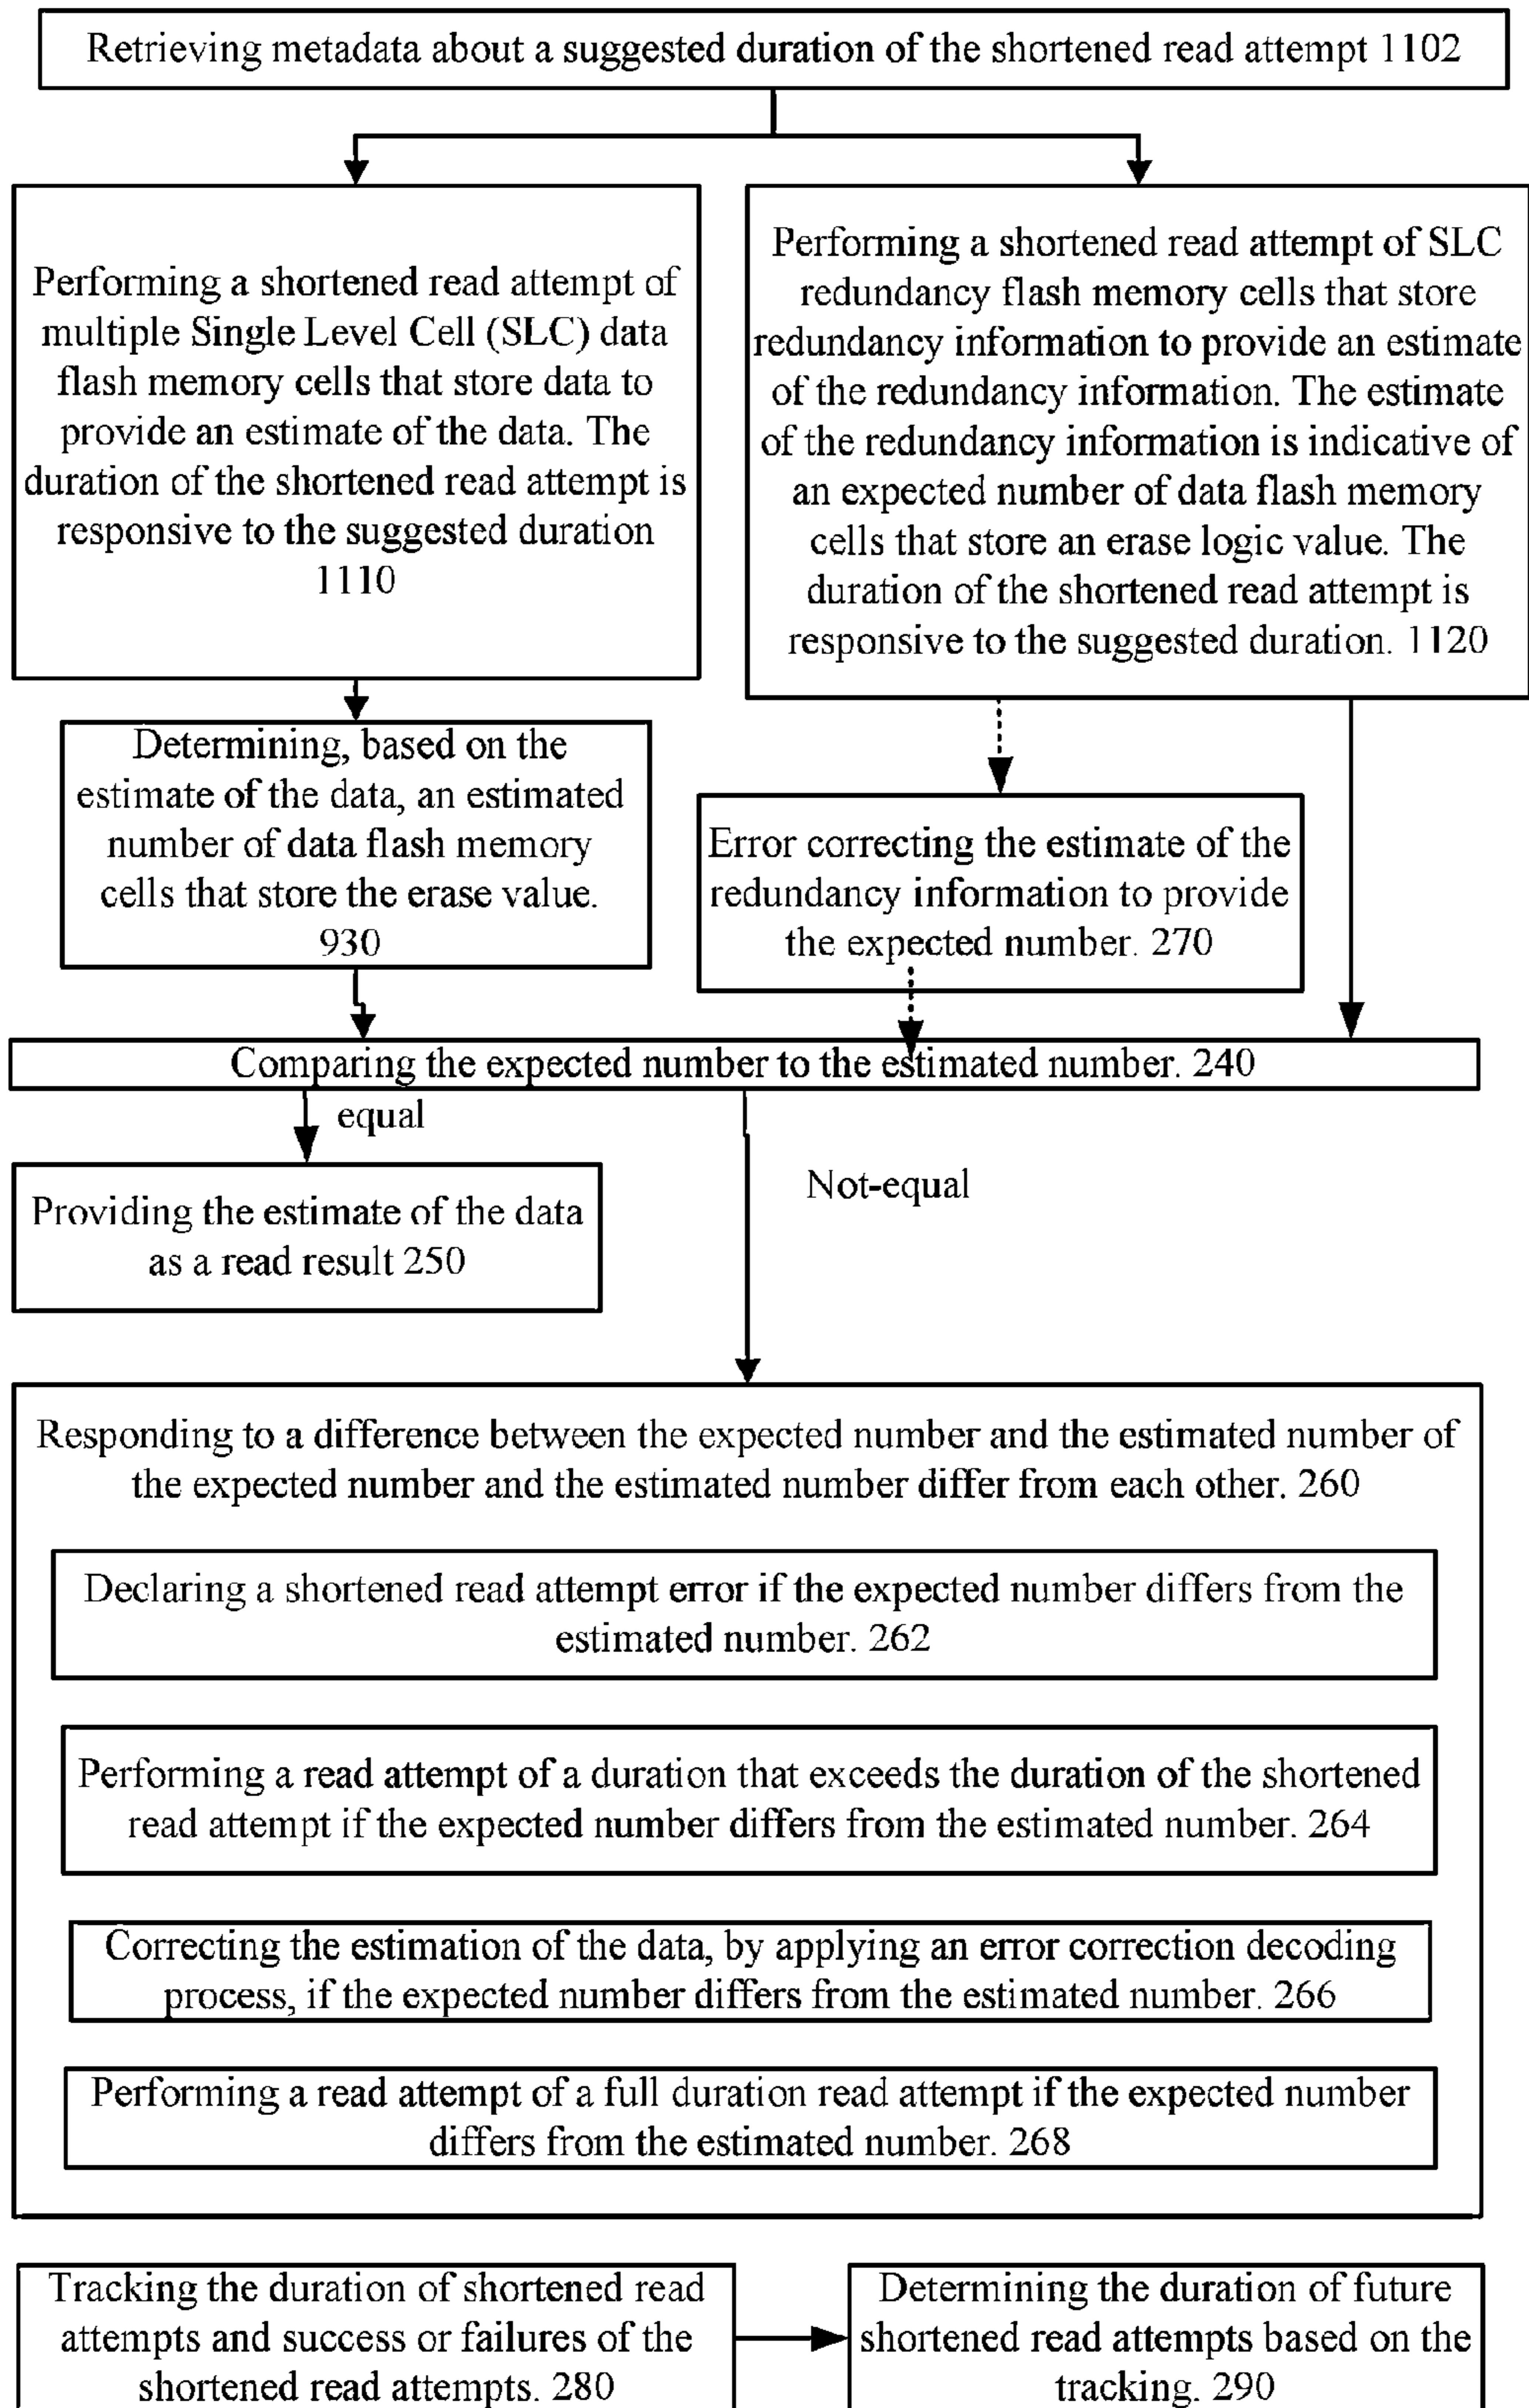 Retrieving metadata about a suggested duration of the shortened read attempt 1102
Performing a shortened read attempt of
multiple Single Level Cell (SLC) data
flash memory cells that store data to
provide an estimate of the data. The
duration of the shortened read attempt is
responsive to the suggested duration
1110
Performing a shortened read attempt of SLC
redundancy flash memory cells that store
redundancy information to provide an estimate
of the redundancy information. The estimate
of the redundancy information is indicative of
an expected number of data flash memory
cells that store an erase logic value. The
duration of the shortened read attempt is
responsive to the suggested duration. 1120
Determining, based on the
estimate of the data, an estimated
number of data flash memory
cells that store the erase value.
930
Error correcting the estimate of the
redundancy information to provide
the expected number. 270
Comparing the expected number to the estimated number. 240
equal
Not-equal
Providing the estimate of the data
as a read result 250
Responding to a difference between the expected number and the estimated number of
the expected number and the estimated number differ from each other. 260
Declaring a shortened read attempt error if the expected number differs from the
estimated number. 262
Performing a read attempt of a duration that exceeds the duration of the shortened
read attempt if the expected number differs from the estimated number. 264
Correcting the estimation of the data, by applying an error correction decoding
process, if the expected number differs from the estimated number. 266
Performing a read attempt of a full duration read attempt if the expected number
differs from the estimated number. 268
Tracking the duration of shortened read
attempts and success or failures of the
shortened read attempts. 280
Determining the duration of future
shortened read attempts based on the
tracking. 290